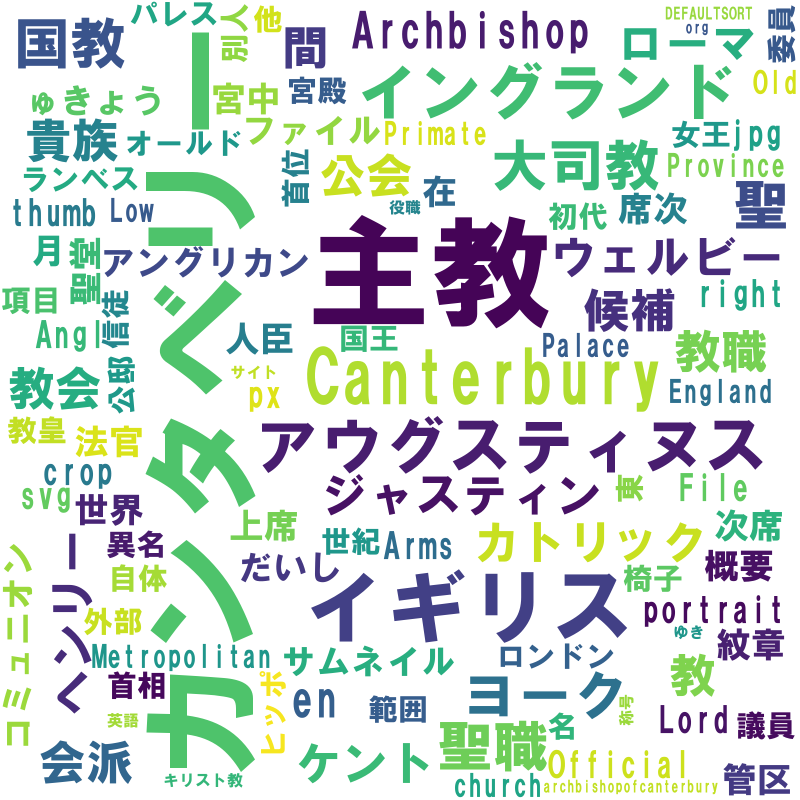 パレス
別人
他
Archbishop
DEFAULTSORT
org
委員
国教
間
ローマ
Old
ゅきょう
宮中
宮殿
イングランド
貴族
オールド
ファイル
Primate
女王
jpg
ランベス
首位
公会
在
大司教
Province
thumb
Low
役職
初代
席次
聖
カンタベリー
主教
月
聖堂
アングリカン
ウェルビー
項目
信徒
候補
right
Angl
人臣
国王
Palace
教会
公邸
サイト
px
Canterbury
教職
England
教皇
法官
アウグスティヌス
crop
svg
世界
ジャスティン
東
File
異名
上席
世紀
Arms
カトリック
次席
コミュニオン
ヘンリー
自体
だいし
椅子
概要
外部
イギリス
portrait
ゆき
紋章
Metropolitan
サムネイル
ロンドン
教
首相
ヒッポ
en
範囲
ヨーク
称号
英語
名
Lord
議員
会派
ケント
聖職
Official
キリスト教
church
archbishopofcanterbury
管区